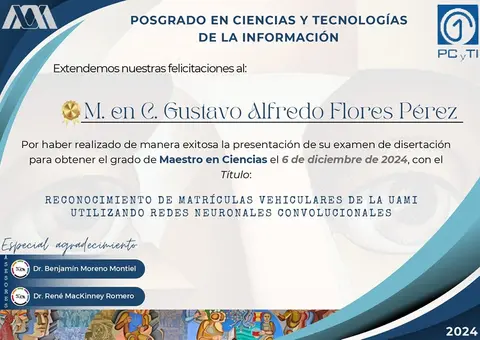 POSGRADO EN CIENCIAS Y TECNOLOGÍAS
DE LA INFORMACIÓN
PCyTI
Extendemos nuestras felicitaciones al:
M. en C. Gustavo Alfredo Flores Pérez
Por haber realizado de manera exitosa la presentación de su examen de disertación
para obtener el grado de Maestro en Ciencias el 6 de diciembre de 2024, con el
Título:
RECONOCIMIENTO DE MATRÍCULAS VEHICULARES DE LA UAMI
UTILIZANDO REDES NEURONALES CONVOLUCIONALES
Especial agradecimiento
ASESORES
Dr. Benjamín Moreno Montiel
Dr. René MacKinney Romero
2024